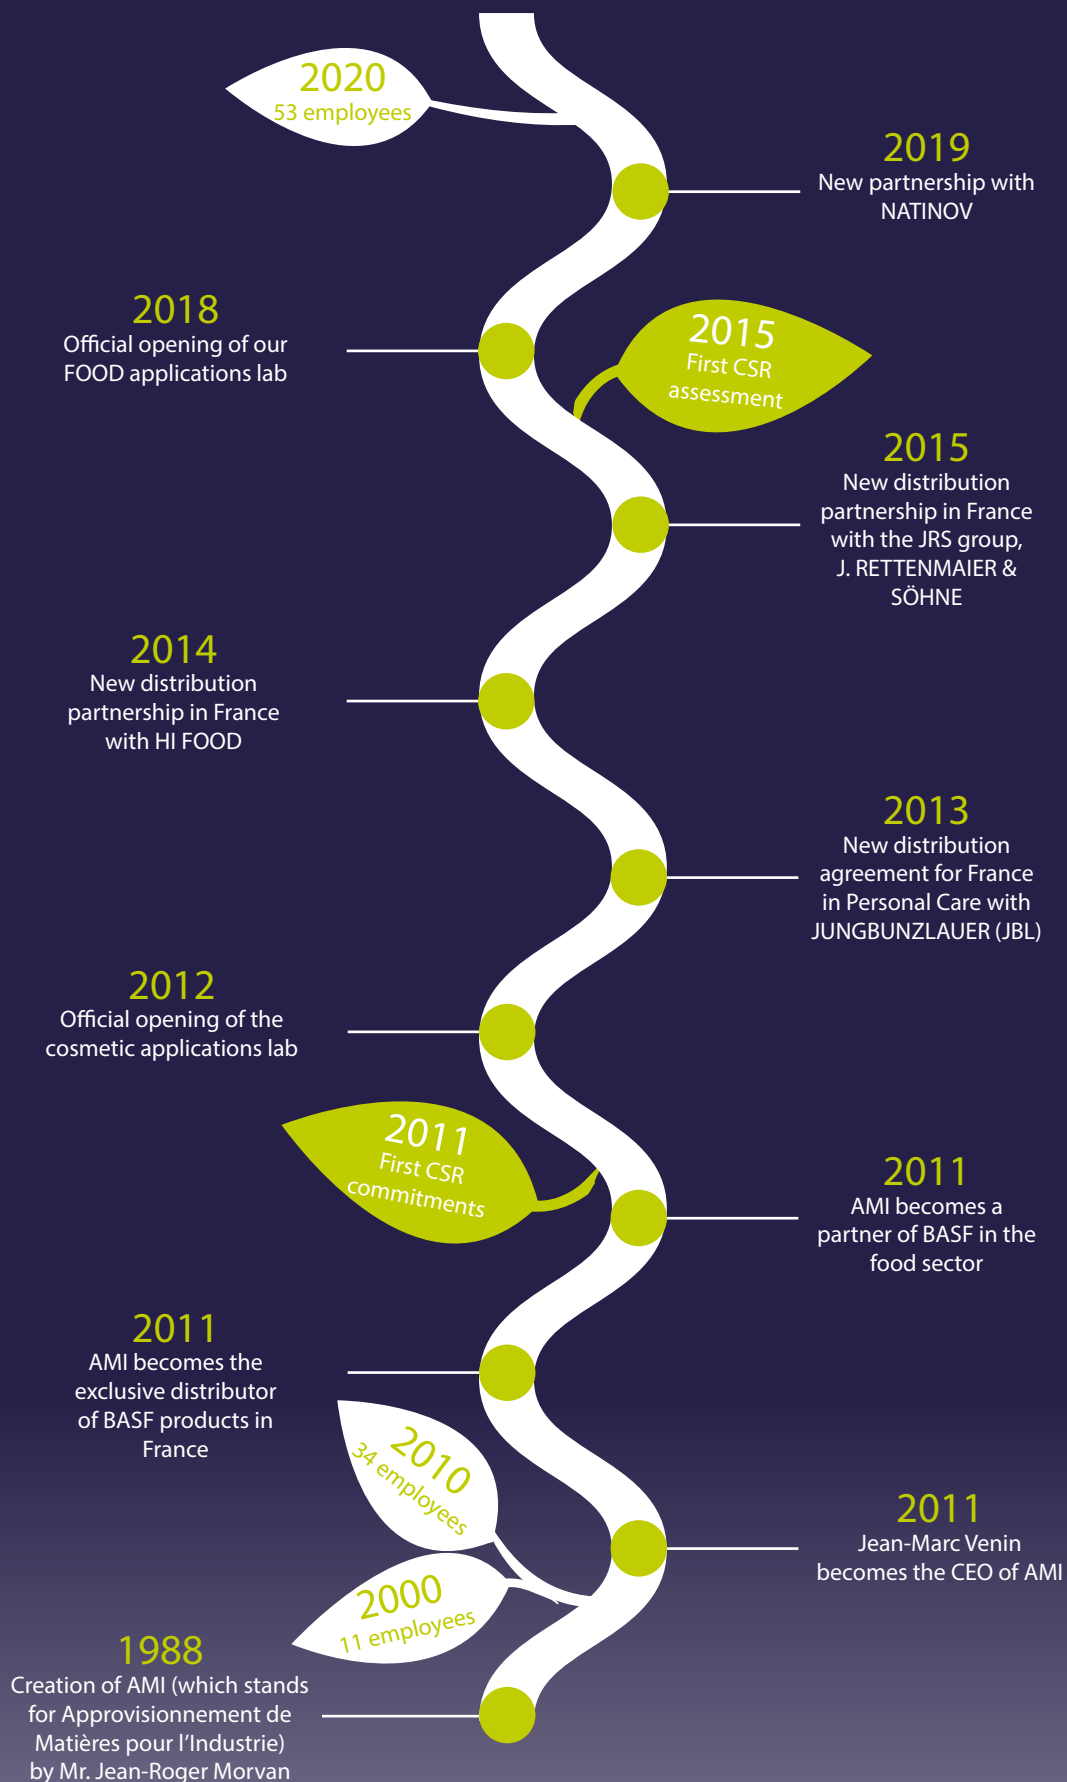 2020
53 employees
2019
New partnership with
NATINOV
2018
Official opening of our
FOOD applications lab
2015
First CSR
assessment
2015
New distribution
partnership in France
with the JRS group,
J. RETTENMAIER &
SÖHNE
2014
New distribution
partnership in France
with HI FOOD
2013
New distribution
agreement for France
in Personal Care with
JUNGBUNZLAUER (JBL)
2012
Official opening of the
cosmetic applications lab
2011
First CSR
commitments
2011
AMI becomes a
partner of BASF in the
food sector
2011
AMI becomes the
exclusive distributor
of BASF products in
France
2010
34 employees
2011
Jean-Marc Venin
becomes the CEO of AMI
2000
11 employees
1988
Creation of AMI (which stands
for Approvisionnement de
Matières pour l'Industrie)
by Mr. Jean-Roger Morvan